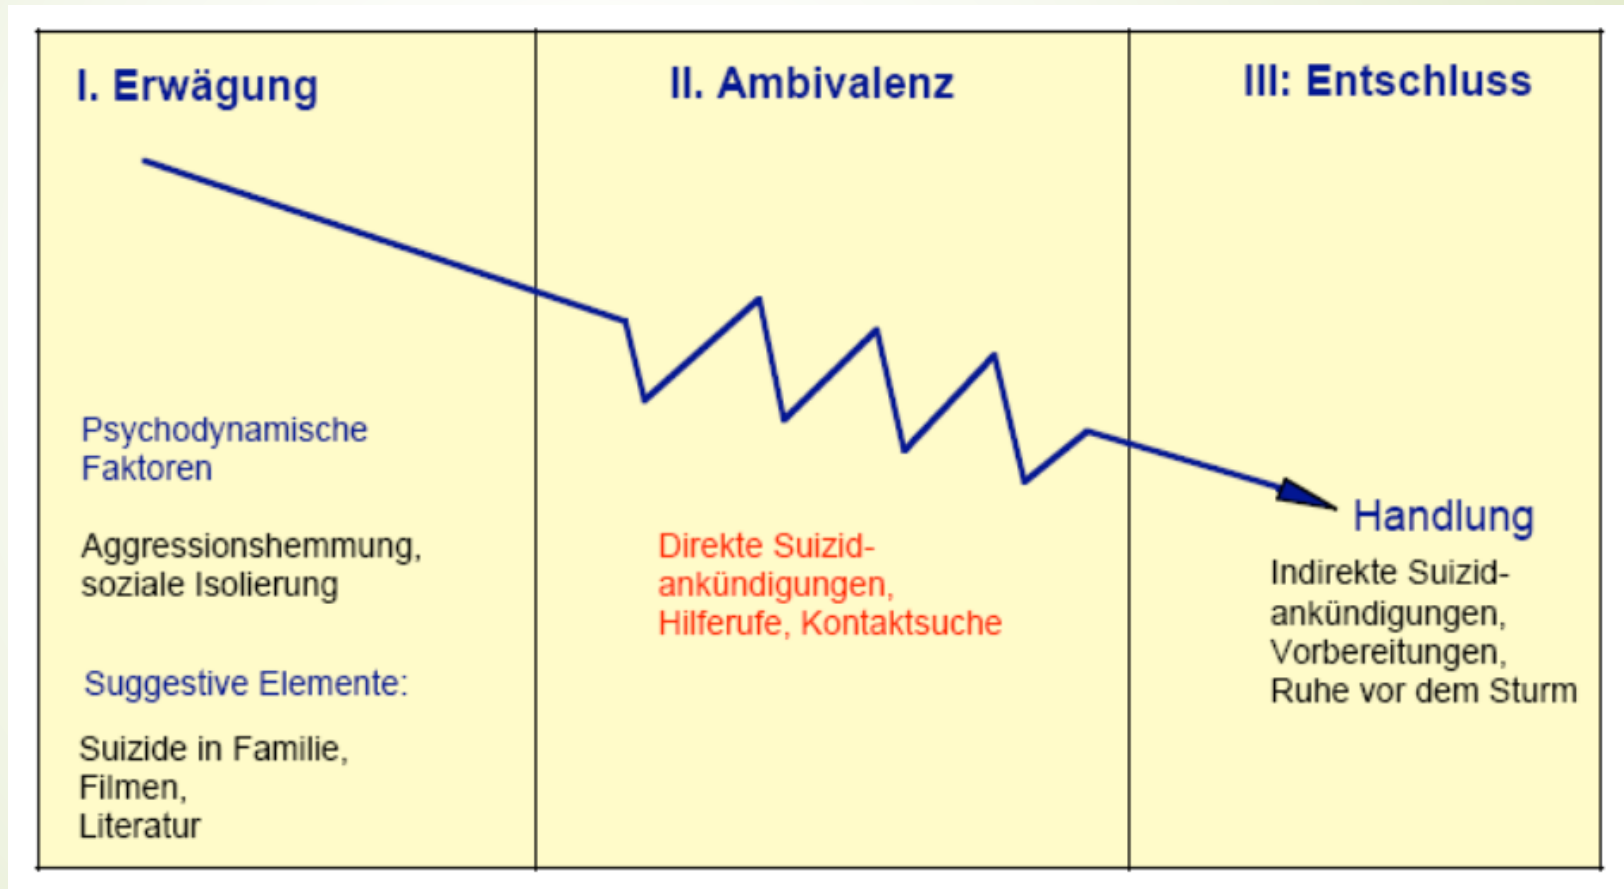 I. Erwägung
Psychodynamische
Faktoren
Aggressionshemmung,
soziale Isolierung
Suggestive Elemente:
Suizide in Familie,
Filmen,
Literatur
II. Ambivalenz
Direkte Suizid-
ankündigungen,
Hilferufe, Kontaktsuche
III: Entschluss
Handlung
Indirekte Suizid-
ankündigungen,
Vorbereitungen,
Ruhe vor dem Sturm